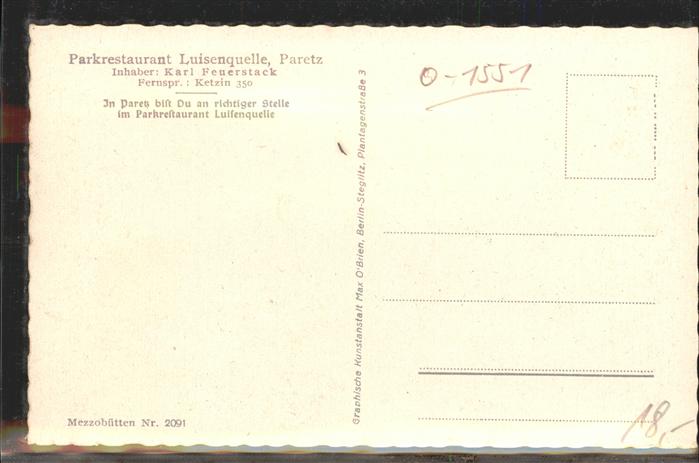 Parkrestaurant Luisenquelle, Paretz
Inhaber: Karl Feuerstack
Fernspr.: Ketzin 350
In Paretz bist Du an richtiger Stelle
im Parkrestaurant Luisenquelle
Mezzobütten Nr. 2091
Graphische Kunstanstalt Max O'Brien, Berlin-Steglitz, Plantagenstraße 3
O-1551
18,-